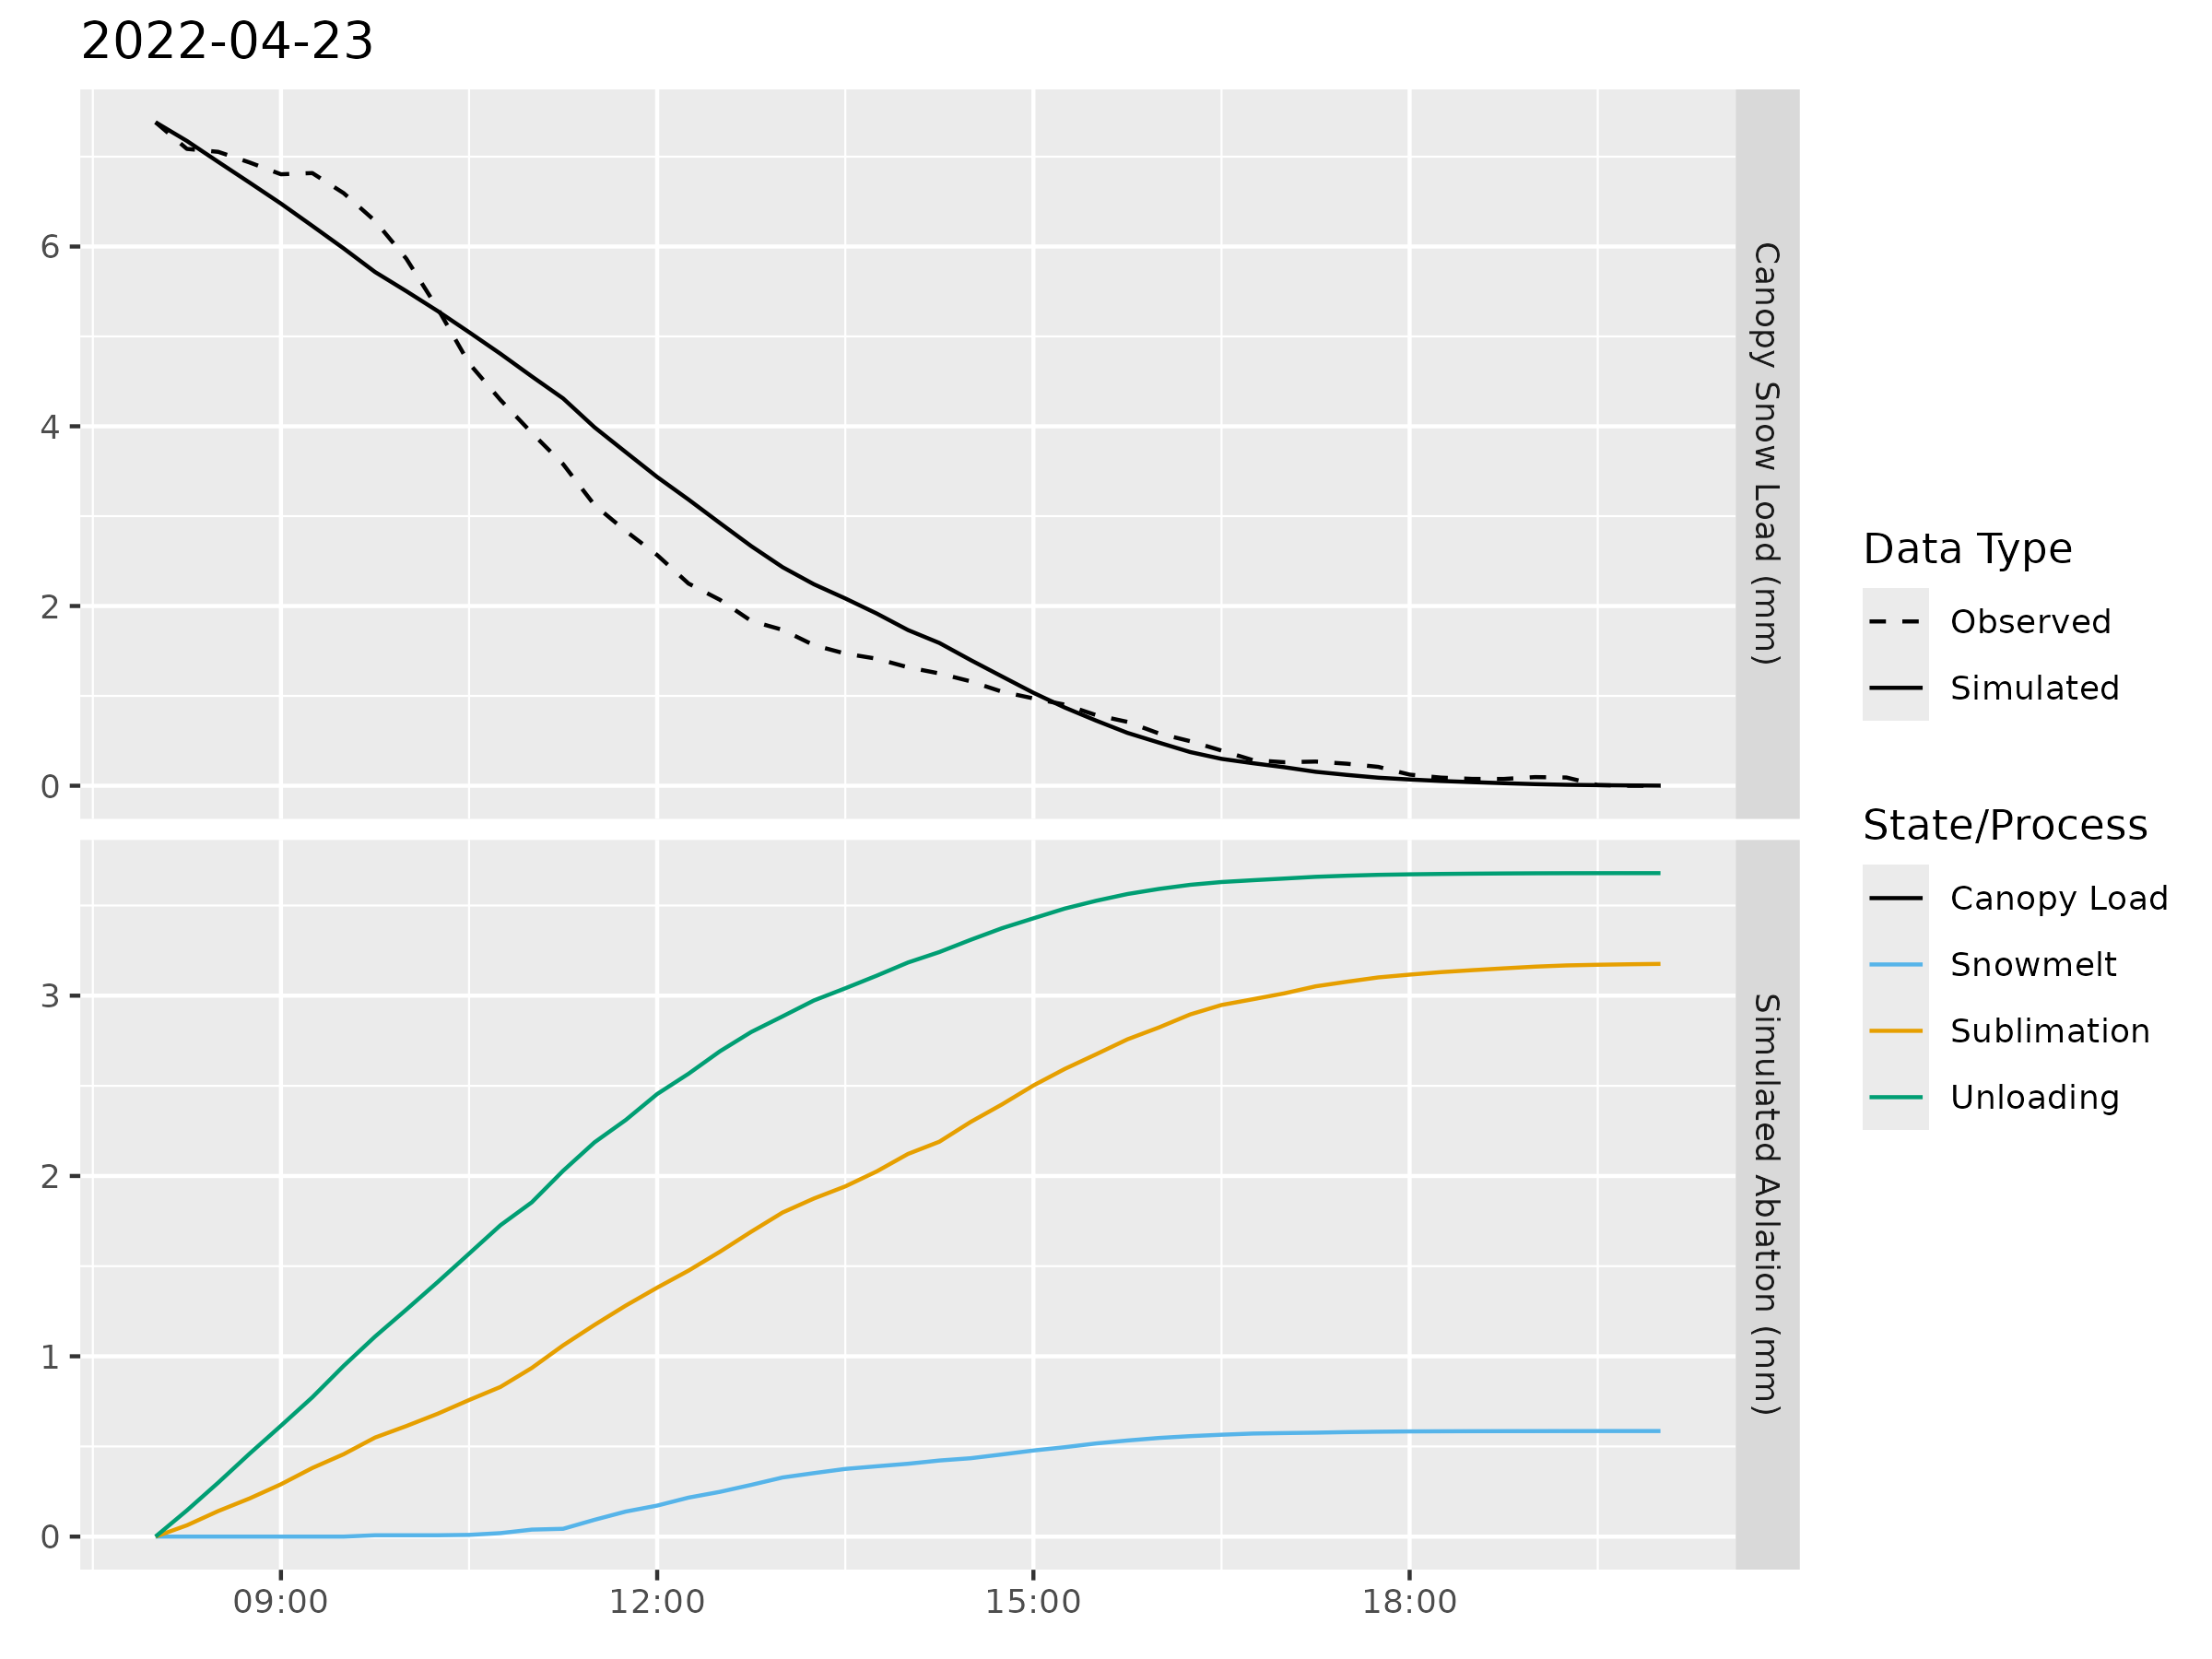 2022-04-23
6
4
2
0
Canopy Snow Load (mm)
3
2
1
0
Simulated Ablation (mm)
09:00
12:00
15:00
18:00
Data Type
Observed
Simulated
State/Process
Canopy Load
Snowmelt
Sublimation
Unloading